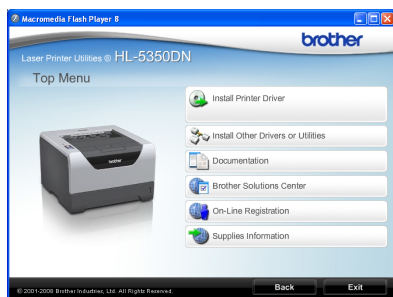 Macromedia Flash Player 8
brother
Laser Printer Utilities ® HL-5350DN
Top Menu
Install Printer Driver
Install Other Drivers or Utilities
Documentation
Brother Solutions Center
On-Line Registration
Supplies Information
brother
© 2001-2008 Brother Industries, Ltd. All Rights Reserved.
Back
Exit